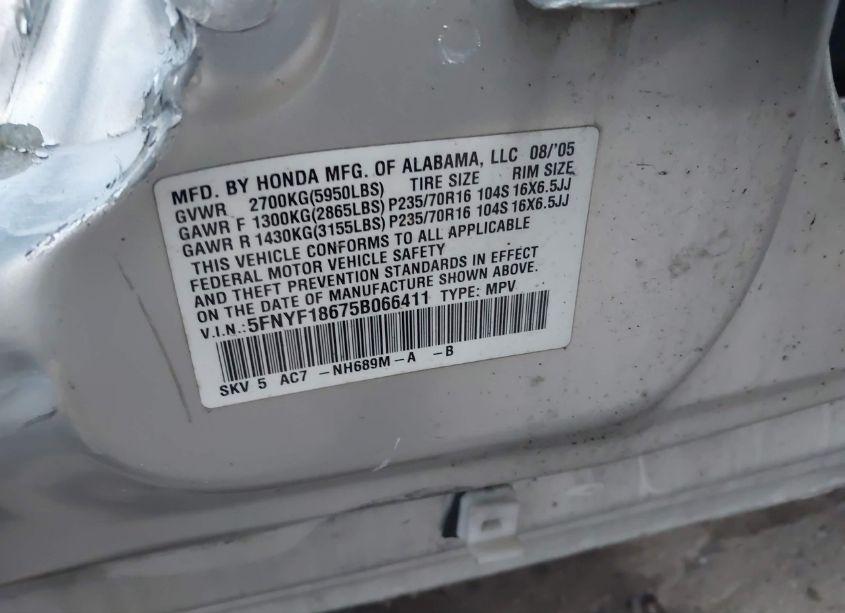 MFD. BY HONDA MFG. OF ALABAMA, LLC 08/'05
GVWR 2700KG(5950LBS) TIRE SIZE RIM SIZE
GAWR F 1300KG(2865LBS) P235/70R16 104S 16X6.5JJ
GAWR R 1430KG(3155LBS) P235/70R16 104S 16X6.5JJ
THIS VEHICLE CONFORMS TO ALL APPLICABLE
FEDERAL MOTOR VEHICLE SAFETY
AND THEFT PREVENTION STANDARDS IN EFFECT
ON THE DATE OF MANUFACTURE SHOWN ABOVE.
V.I.N.:5FNYF18675B066411 TYPE: MPV
SKV 5 AC7 -NH689M-A -B